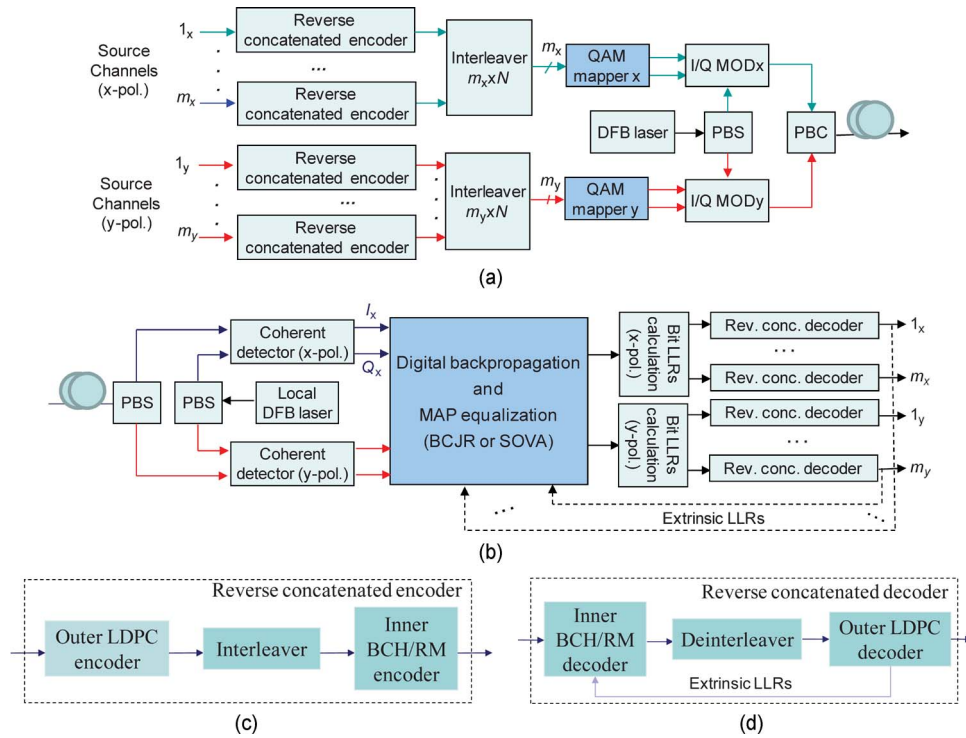 Source
Channels
(x-pol.)
1x
mx
Reverse
concatenated encoder
...
Reverse
concatenated encoder
Interleaver
mxxN
mx
QAM
mapper x
I/Q MODx
DFB laser
PBS
PBC
Source
Channels
(y-pol.)
1y
my
Reverse
concatenated encoder
...
Reverse
concatenated encoder
Interleaver
myxN
my
QAM
mapper y
I/Q MODy
(a)
PBS
PBS
Coherent
detector (x-pol.)
Ix
Qx
Local
DFB laser
Coherent
detector (y-pol.)
Digital backpropagation
and
MAP equalization
(BCJR or SOVA)
Bit LLRs
calculation
(x-pol.)
Rev. conc. decoder
1x
...
Rev. conc. decoder
mx
Bit LLRs
calculation
(y-pol.)
Rev. conc. decoder
1y
...
Rev. conc. decoder
my
...
Extrinsic LLRs
(b)
Reverse concatenated encoder
Outer LDPC
encoder
Interleaver
Inner
BCH/RM
encoder
(c)
Reverse concatenated decoder
Inner
BCH/RM
decoder
Deinterleaver
Outer LDPC
decoder
Extrinsic LLRs
(d)